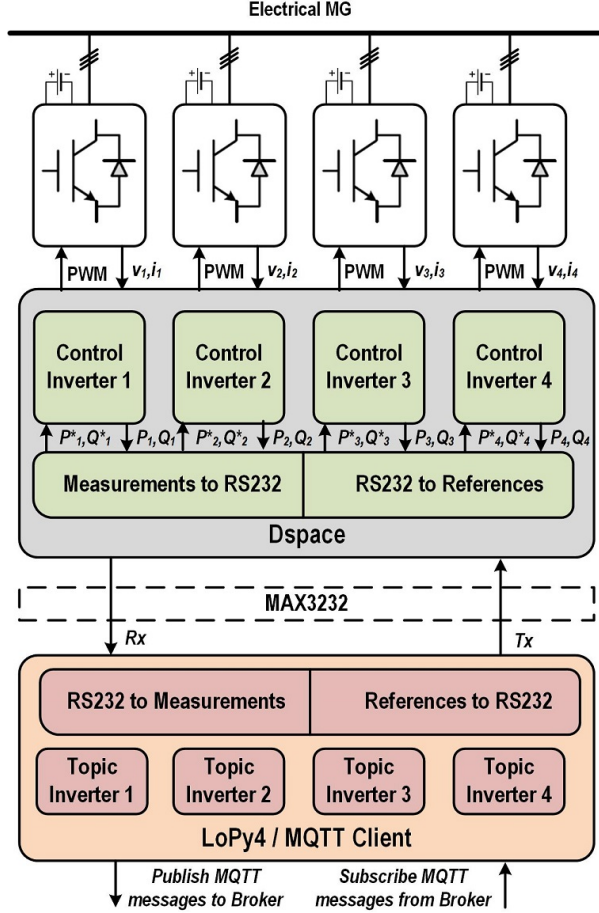 Electrical MG
+ − + − + − + −
PWM v1,i1 PWM v2,i2 PWM v3,i3 PWM v4,i4
Control Control Control Control
Inverter 1 Inverter 2 Inverter 3 Inverter 4
P*1,Q*1 P1,Q1 P*2,Q*2 P2,Q2 P*3,Q*3 P3,Q3 P*4,Q*4 P4,Q4
Measurements to RS232 RS232 to References
Dspace
MAX3232
Rx Tx
RS232 to Measurements References to RS232
Topic Topic Topic Topic
Inverter 1 Inverter 2 Inverter 3 Inverter 4
LoPy4 / MQTT Client
Publish MQTT Subscribe MQTT
messages to Broker messages from Broker